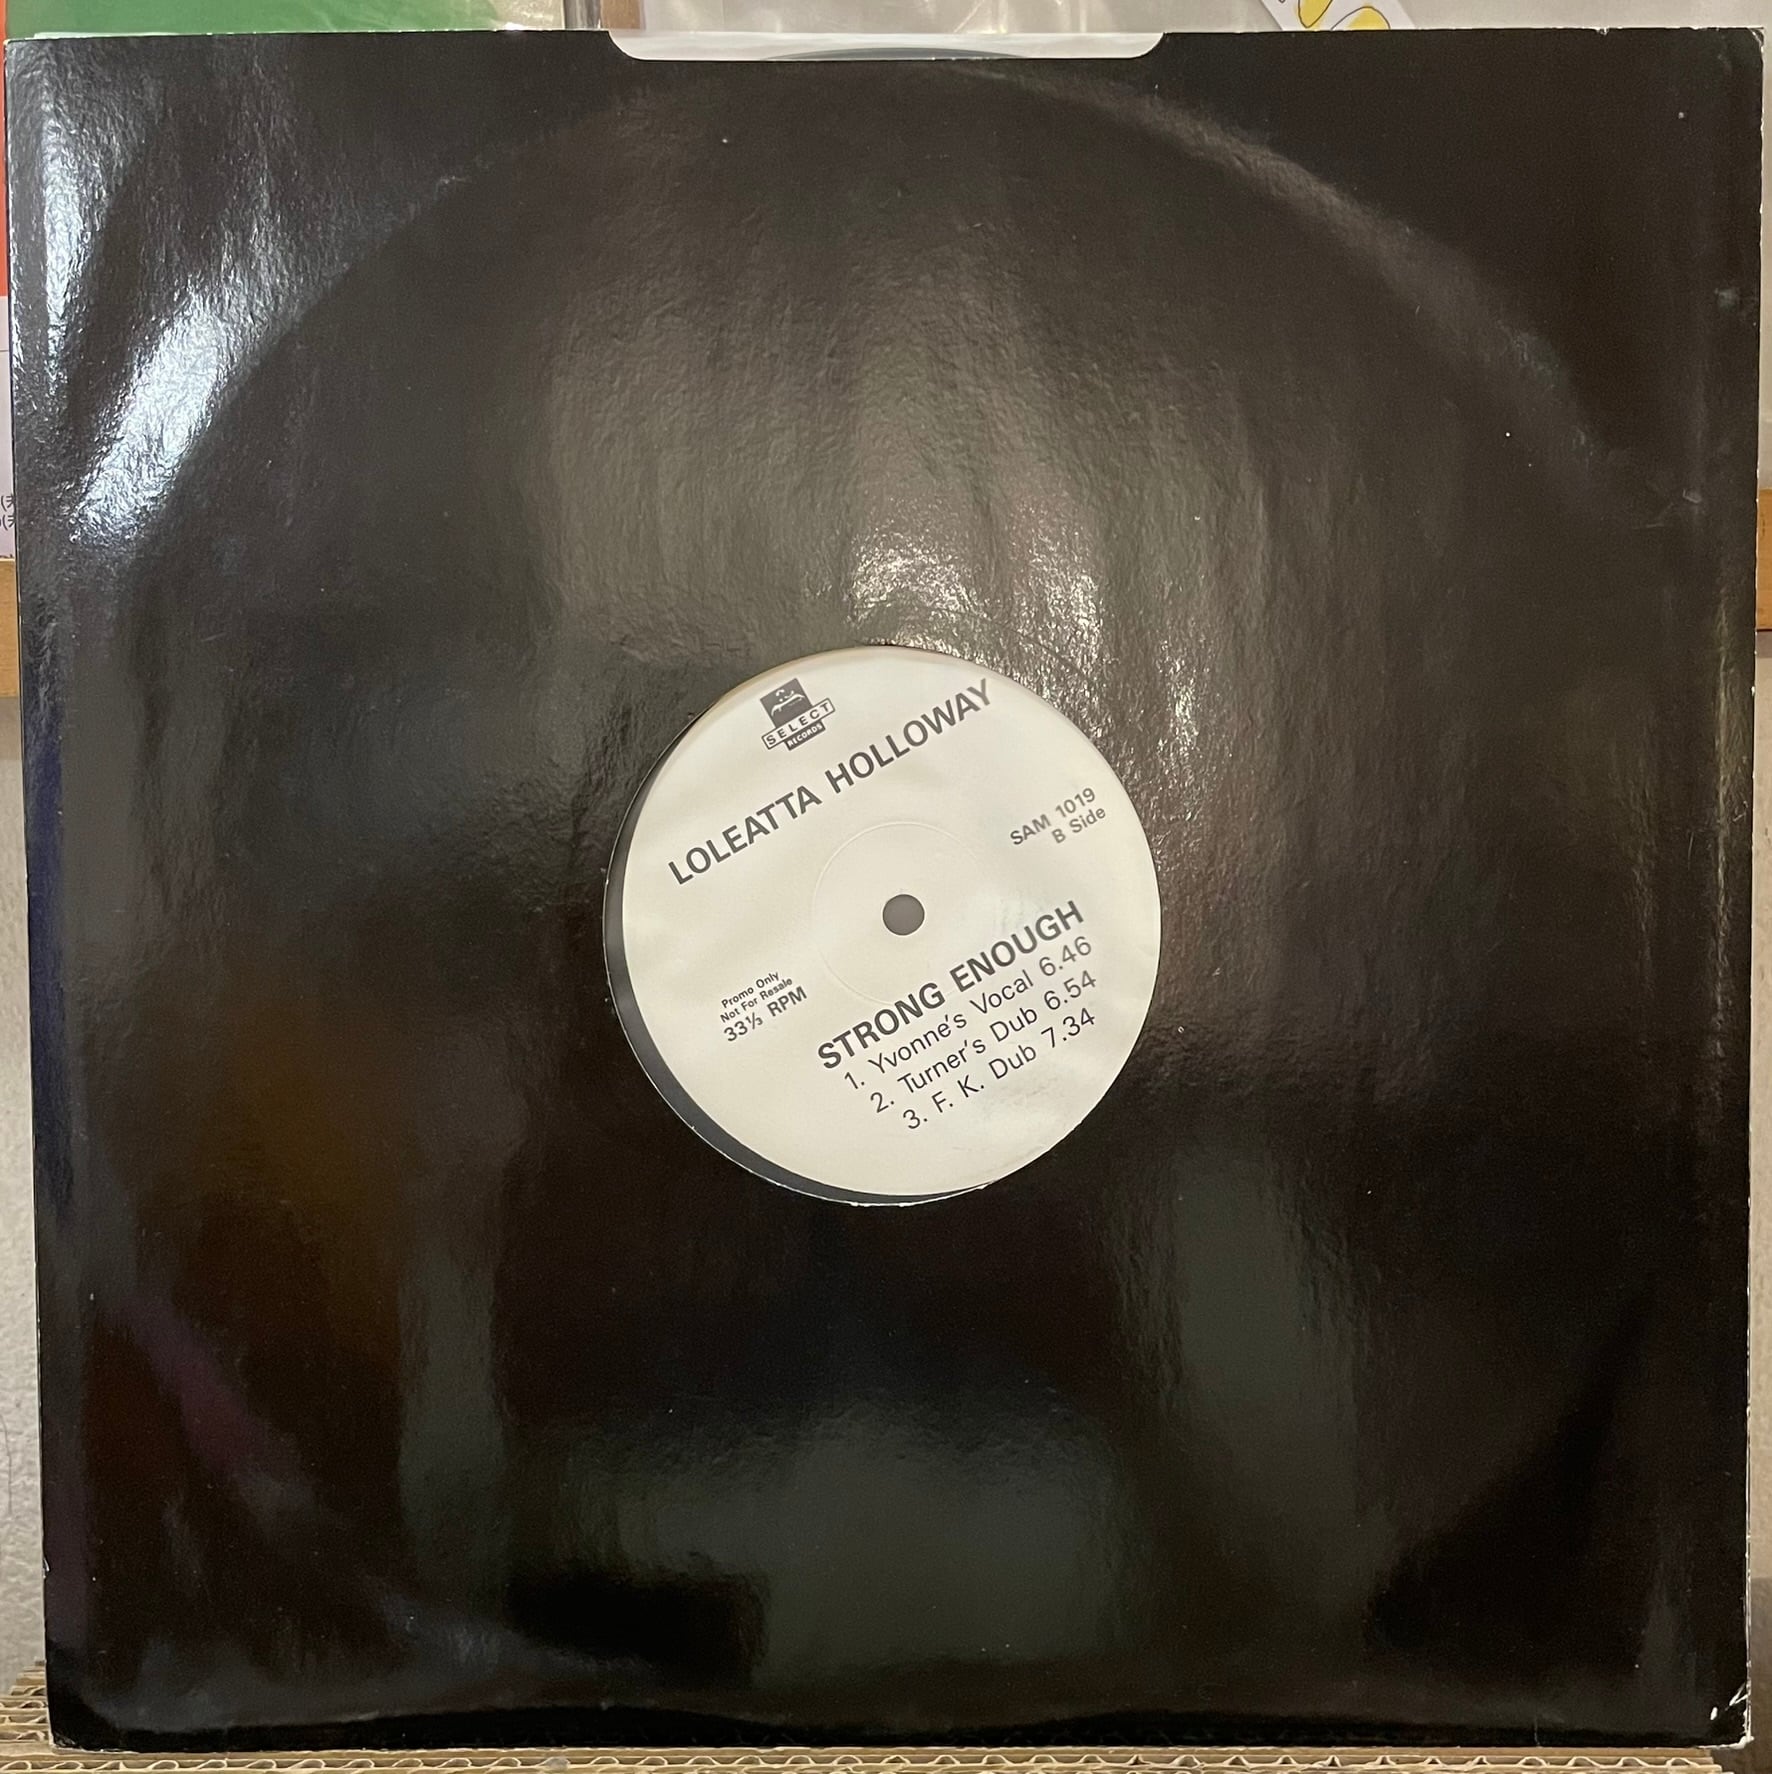 SELECT
RECORDS
LOLEATTA HOLLOWAY
SAM 1019
B Side
Promo Only
Not For Resale
33⅓ RPM
STRONG ENOUGH
1. Yvonne's Vocal 6.46
2. Turner's Dub 6.54
3. F. K. Dub 7.34